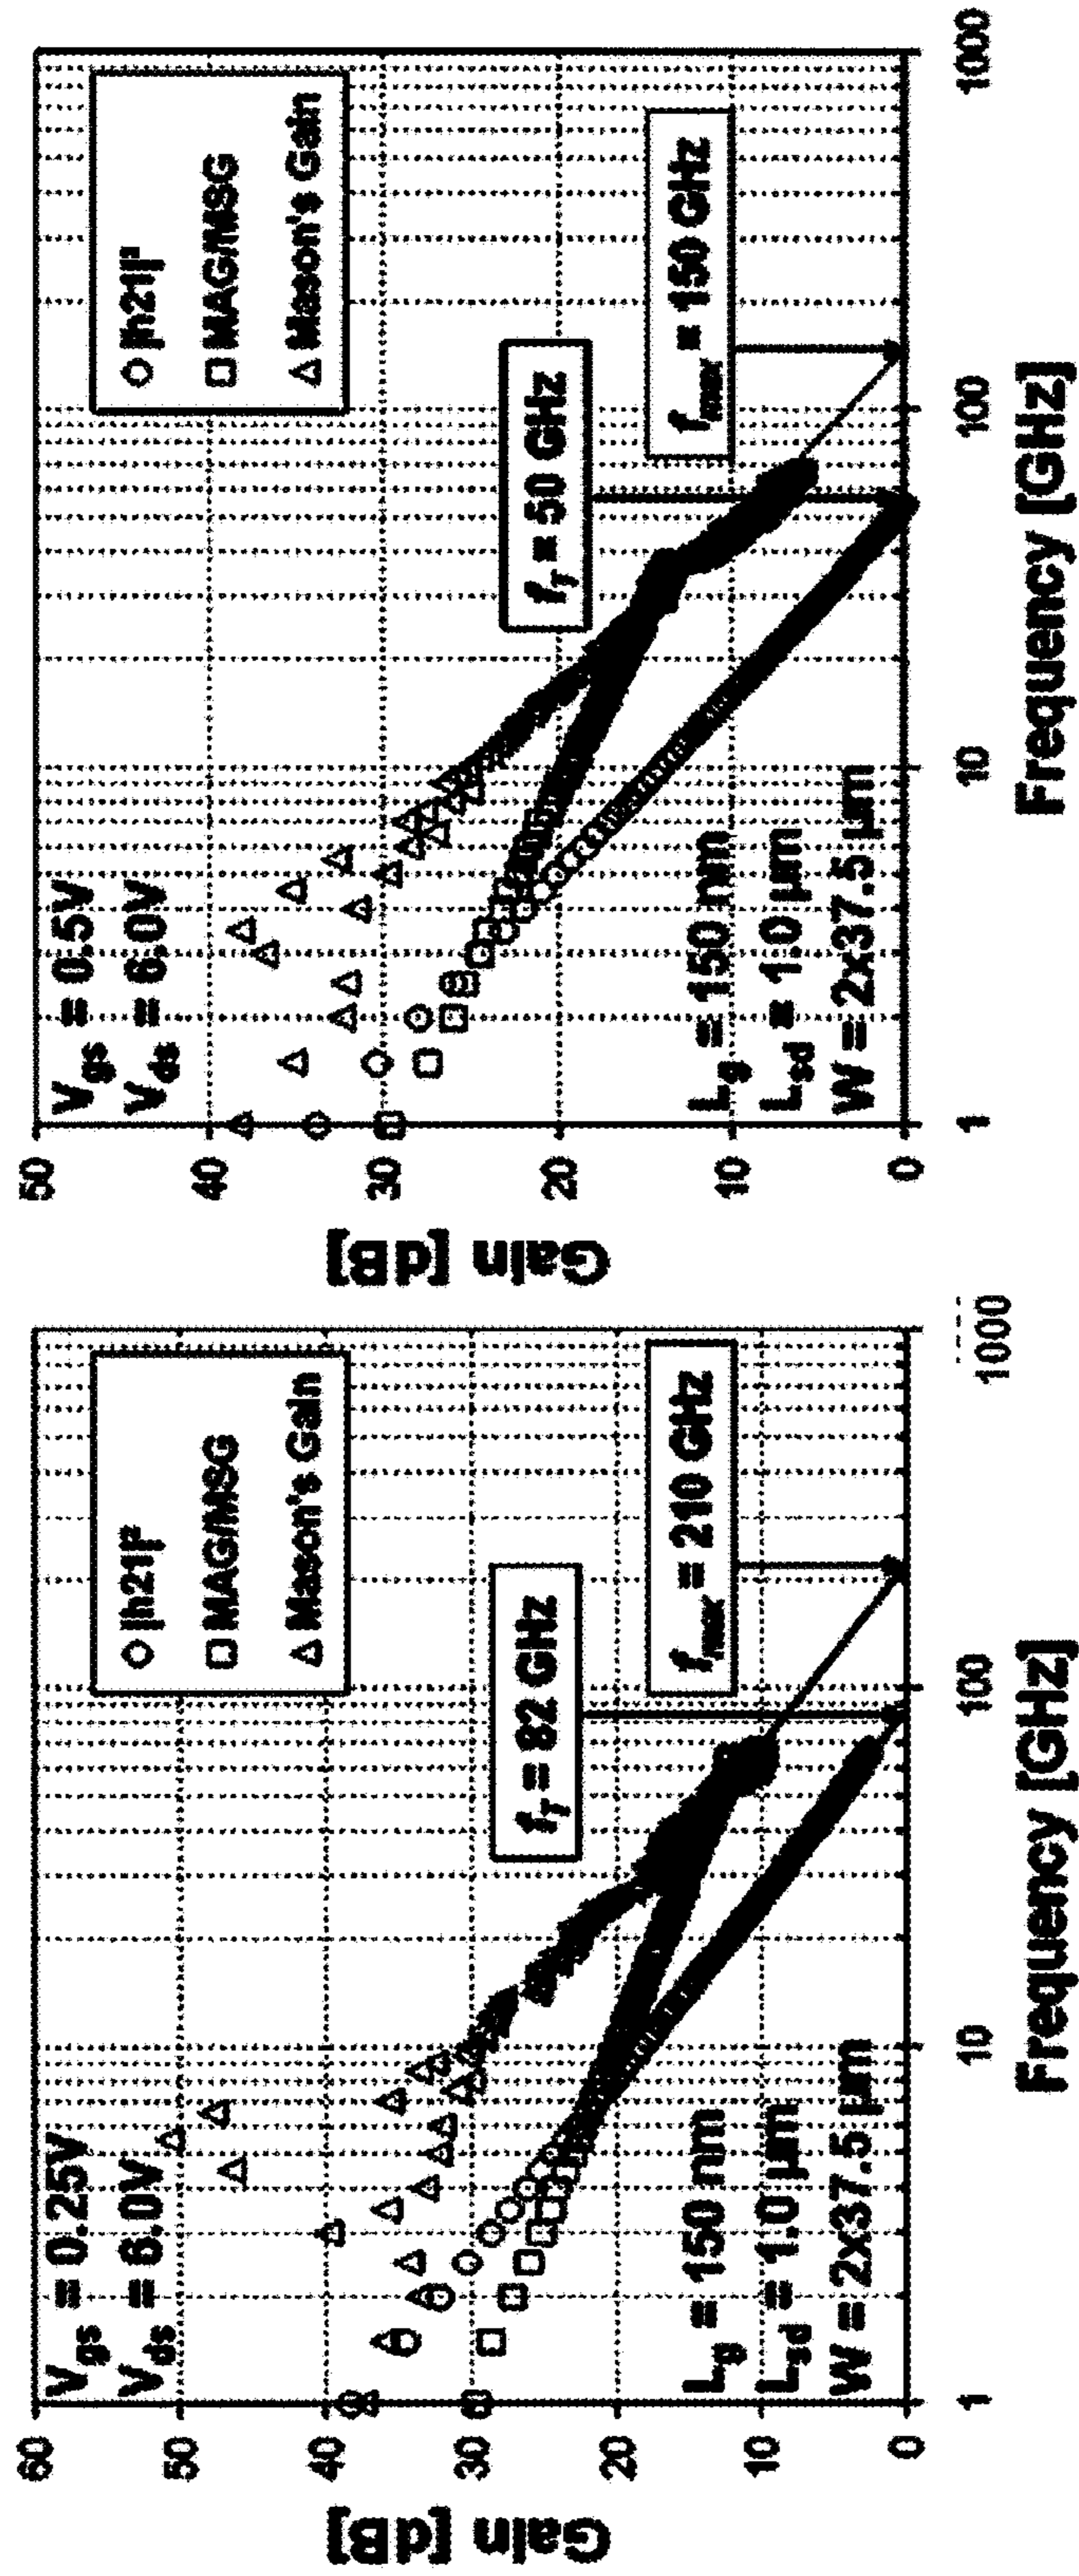 60
50
40
30
20
10
0
Gain [dB]
Vgs = 0.25V
Vds = 6.0V
|h21|²
MAG/MSG
Mason's Gain
fT = 82 GHz
fmax = 210 GHz
Lg = 150 nm
Lsd = 1.0 µm
W = 2x37.5 µm
1
10
100
1000
Frequency [GHz]
50
40
30
20
10
0
Gain [dB]
Vgs = 0.5V
Vds = 6.0V
|h21|²
MAG/MSG
Mason's Gain
fT = 50 GHz
fmax = 150 GHz
Lg = 150 nm
Lsd = 1.0 µm
W = 2x37.5 µm
1
10
100
1000
Frequency [GHz]